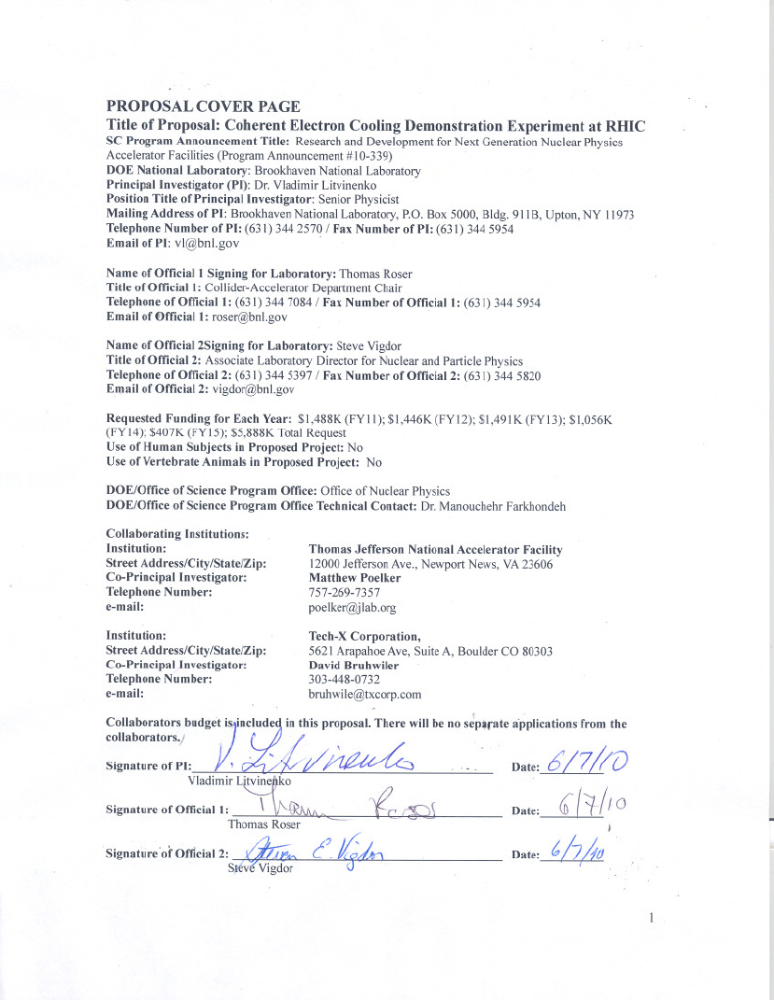 PROPOSAL COVER PAGE
Title of Proposal: Coherent Electron Cooling Demonstration Experiment at RHIC
SC Program Announcement Title: Research and Development for Next Generation Nuclear Physics
Accelerator Facilities (Program Announcement #10-339)
DOE National Laboratory: Brookhaven National Laboratory
Principal Investigator (PI): Dr. Vladimir Litvinenko
Position Title of Principal Investigator: Senior Physicist
Mailing Address of PI: Brookhaven National Laboratory, P.O. Box 5000, Bldg. 911B, Upton, NY 11973
Telephone Number of PI: (631) 344 2570 / Fax Number of PI: (631) 344 5954
Email of PI: vl@bnl.gov
Name of Official 1 Signing for Laboratory: Thomas Roser
Title of Official 1: Collider-Accelerator Department Chair
Telephone of Official 1: (631) 344 7084 / Fax Number of Official 1: (631) 344 5954
Email of Official 1: roser@bnl.gov
Name of Official 2Signing for Laboratory: Steve Vigdor
Title of Official 2: Associate Laboratory Director for Nuclear and Particle Physics
Telephone of Official 2: (631) 344 5397 / Fax Number of Official 2: (631) 344 5820
Email of Official 2: vigdor@bnl.gov
Requested Funding for Each Year: $1,488K (FY11); $1,446K (FY12); $1,491K (FY13); $1,056K
(FY14); $407K (FY15); $5,888K Total Request
Use of Human Subjects in Proposed Project: No
Use of Vertebrate Animals in Proposed Project: No
DOE/Office of Science Program Office: Office of Nuclear Physics
DOE/Office of Science Program Office Technical Contact: Dr. Manouchehr Farkhondeh
Collaborating Institutions:
Institution: Thomas Jefferson National Accelerator Facility
Street Address/City/State/Zip: 12000 Jefferson Ave., Newport News, VA 23606
Co-Principal Investigator: Matthew Poelker
Telephone Number: 757-269-7357
e-mail: poelker@jlab.org
Institution: Tech-X Corporation,
Street Address/City/State/Zip: 5621 Arapahoe Ave, Suite A, Boulder CO 80303
Co-Principal Investigator: David Bruhwiler
Telephone Number: 303-448-0732
e-mail: bruhwile@txcorp.com
Collaborators budget is included in this proposal. There will be no separate applications from the
collaborators.
Signature of PI: V. Litvinenko Date: 6/7/10
Vladimir Litvinenko
Signature of Official 1: Thomas Roser Date: 6/7/10
Thomas Roser
Signature of Official 2: Steven E. Vigdor Date: 6/7/10
Steve Vigdor
1